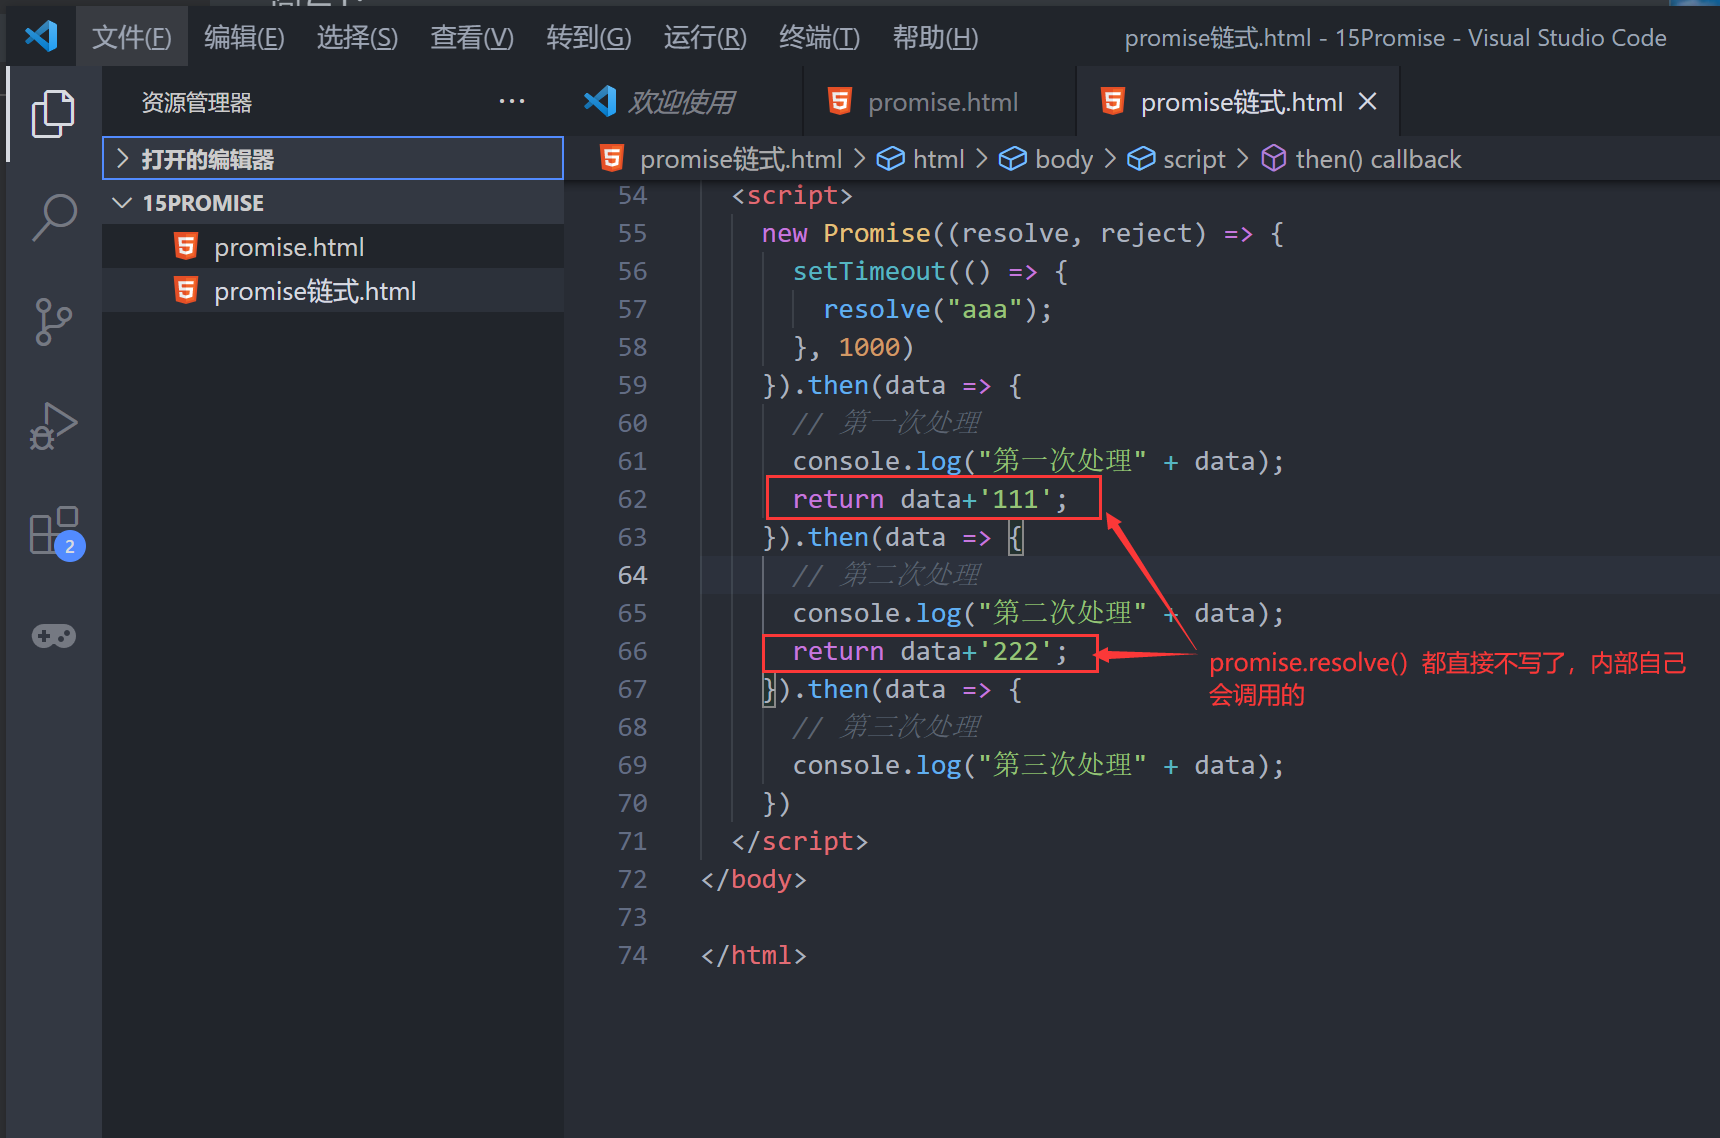 文件(F) 编辑(E) 选择(S) 查看(V) 转到(G) 运行(R) 终端(T) 帮助(H) promise链式.html - 15Promise - Visual Studio Code
资源管理器 ···
欢迎使用 promise.html promise链式.html
打开的编辑器
promise链式.html > html > body > script > then() callback
15PROMISE
promise.html
promise链式.html
2
54 <script>
55 new Promise((resolve, reject) => {
56 setTimeout(() => {
57 resolve("aaa");
58 }, 1000)
59 }).then(data => {
60 // 第一次处理
61 console.log("第一次处理" + data);
62 return data+'111';
63 }).then(data => {
64 // 第二次处理
65 console.log("第二次处理" + data);
66 return data+'222';
67 }).then(data => {
68 // 第三次处理
69 console.log("第三次处理" + data);
70 })
71 </script>
72 </body>
73
74 </html>
promise.resolve() 都直接不写了，内部自己
会调用的